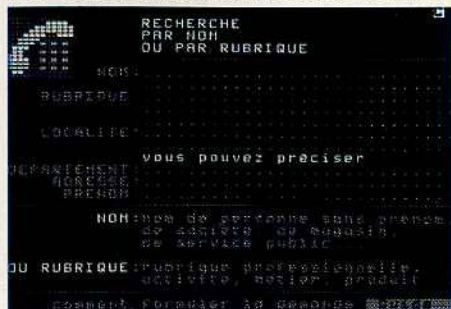 RECHERCHE
PAR NOM
OU PAR RUBRIQUE
NOM:
RUBRIQUE
LOCALITE:
vous pouvez préciser
DEPARTEMENT:
ADRESSE
PRENOM
NOM:nom de personne sans prénom
de société, de magasin,
de service public
OU RUBRIQUE:rubrique professionnelle,
activité, métier, produit
comment formuler la demande